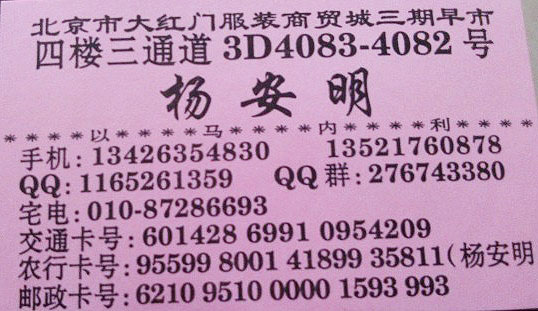 北京市大红门服装商贸城三期早市
四楼三通道 3D4083-4082 号
杨安明
****以****马****内****利****
手机: 13426354830 13521760878
QQ: 1165261359 QQ 群: 276743380
宅电: 010-87286693
交通卡号: 601428 6991 0954209
农行卡号: 95599 8001 41899 35811(杨安明
邮政卡号: 6210 9510 0000 1593 993